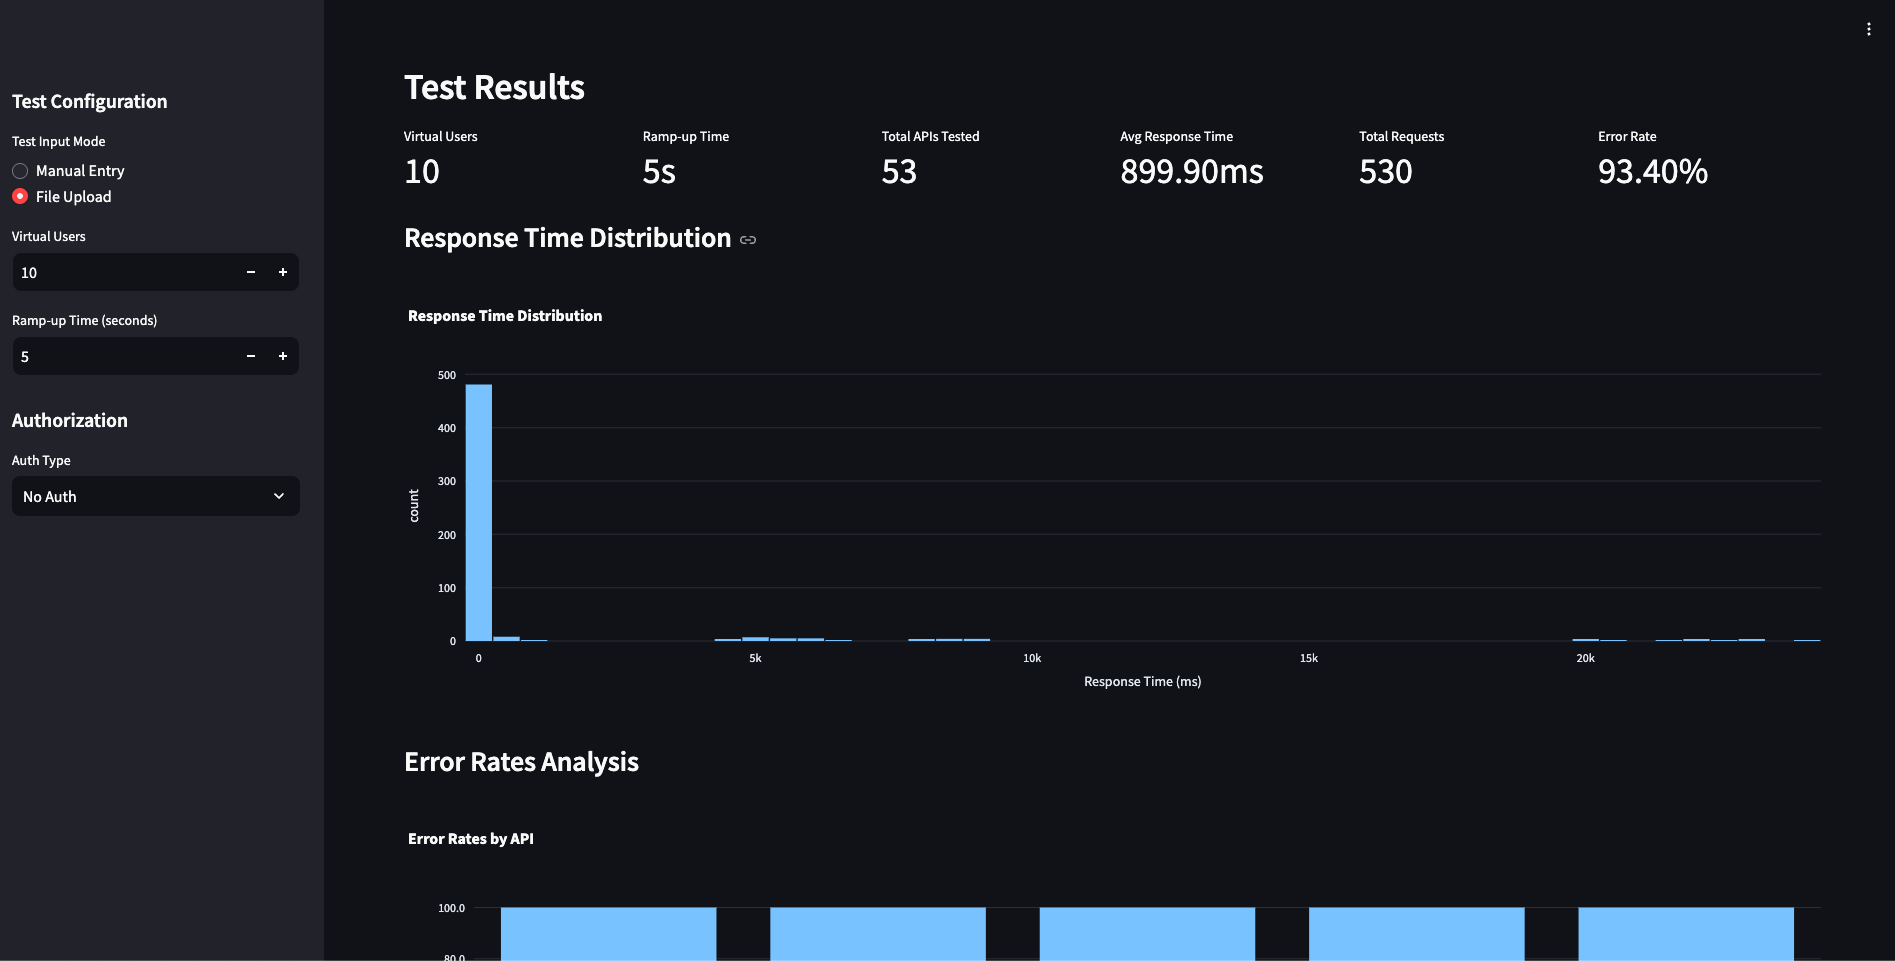 Test Configuration
Test Input Mode
Manual Entry
File Upload
Virtual Users
10
Ramp-up Time (seconds)
5
Authorization
Auth Type
No Auth
Test Results
Virtual Users
10
Ramp-up Time
5s
Total APIs Tested
53
Avg Response Time
899.90ms
Total Requests
530
Error Rate
93.40%
Response Time Distribution
Response Time Distribution
500
400
300
200
100
0
count
0 5k 10k 15k 20k
Response Time (ms)
Error Rates Analysis
Error Rates by API
100.0
80.0